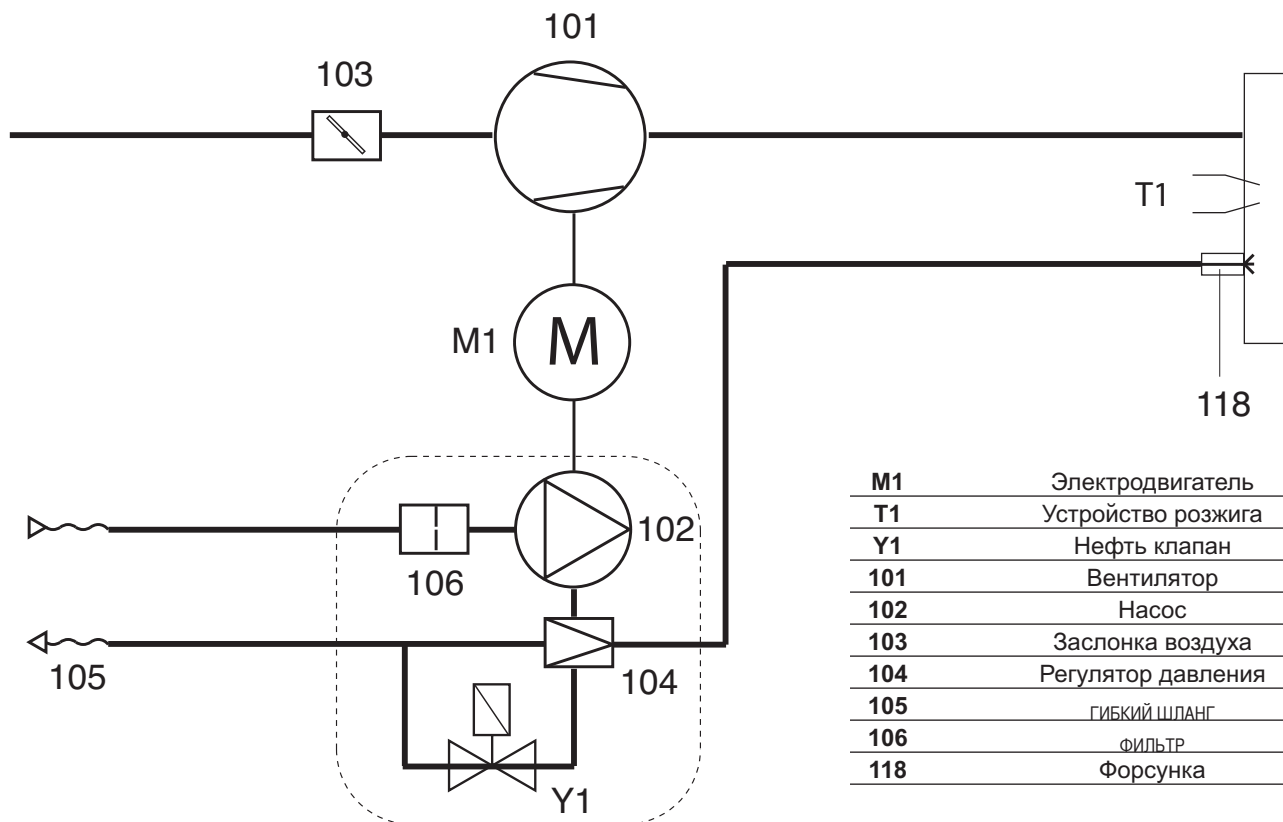 101
103
T1
M1
M
118
102
106
105
104
Y1
M1 Электродвигатель
T1 Устройство розжига
Y1 Нефть клапан
101 Вентилятор
102 Насос
103 Заслонка воздуха
104 Регулятор давления
105 ГИБКИЙ ШЛАНГ
106 ФИЛЬТР
118 Форсунка